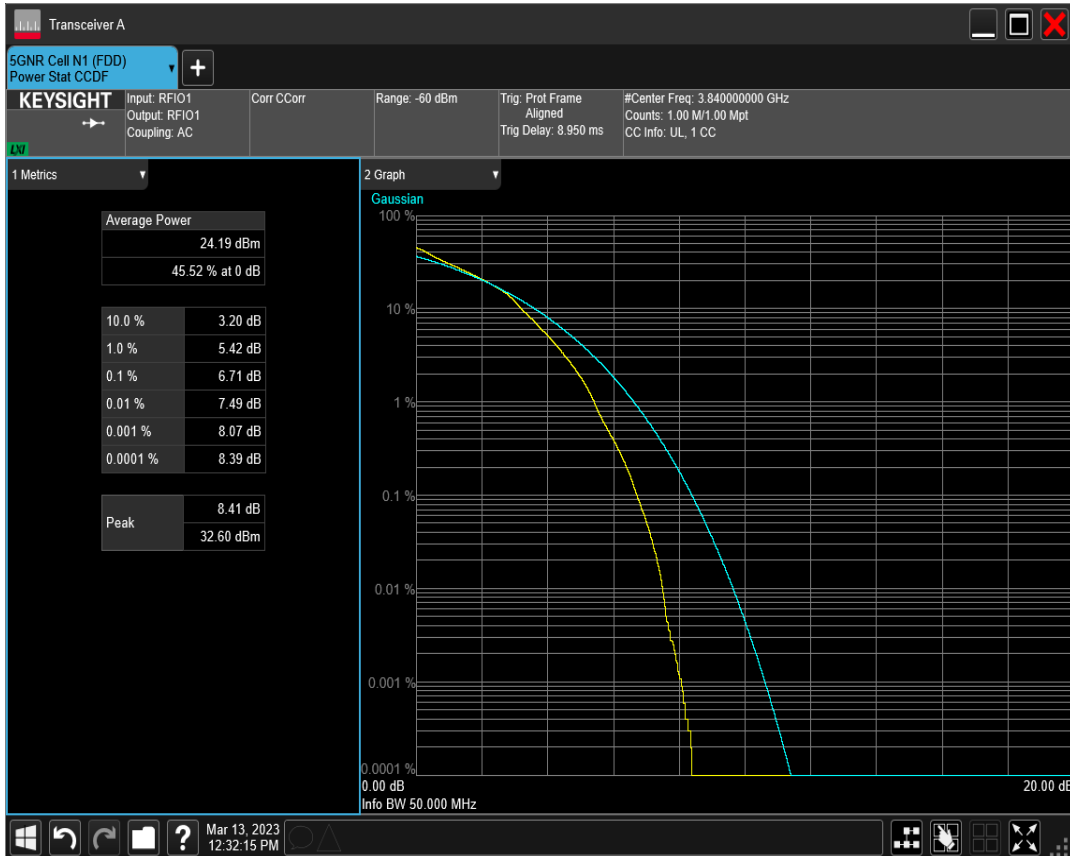 Transceiver A
5GNR Cell N1 (FDD)
Power Stat CCDF
+
KEYSIGHT
LXI
Input: RFIO1
Output: RFIO1
Coupling: AC
Corr CCorr
Range: -60 dBm
Trig: Prot Frame
Aligned
Trig Delay: 8.950 ms
#Center Freq: 3.840000000 GHz
Counts: 1.00 M/1.00 Mpt
CC Info: UL, 1 CC
1 Metrics
Average Power
24.19 dBm
45.52 % at 0 dB
10.0 % 3.20 dB
1.0 % 5.42 dB
0.1 % 6.71 dB
0.01 % 7.49 dB
0.001 % 8.07 dB
0.0001 % 8.39 dB
Peak
8.41 dB
32.60 dBm
2 Graph
Gaussian
100 %
10 %
1 %
0.1 %
0.01 %
0.001 %
0.0001 %
0.00 dB 20.00 dB
Info BW 50.000 MHz
?
Mar 13, 2023
12:32:15 PM